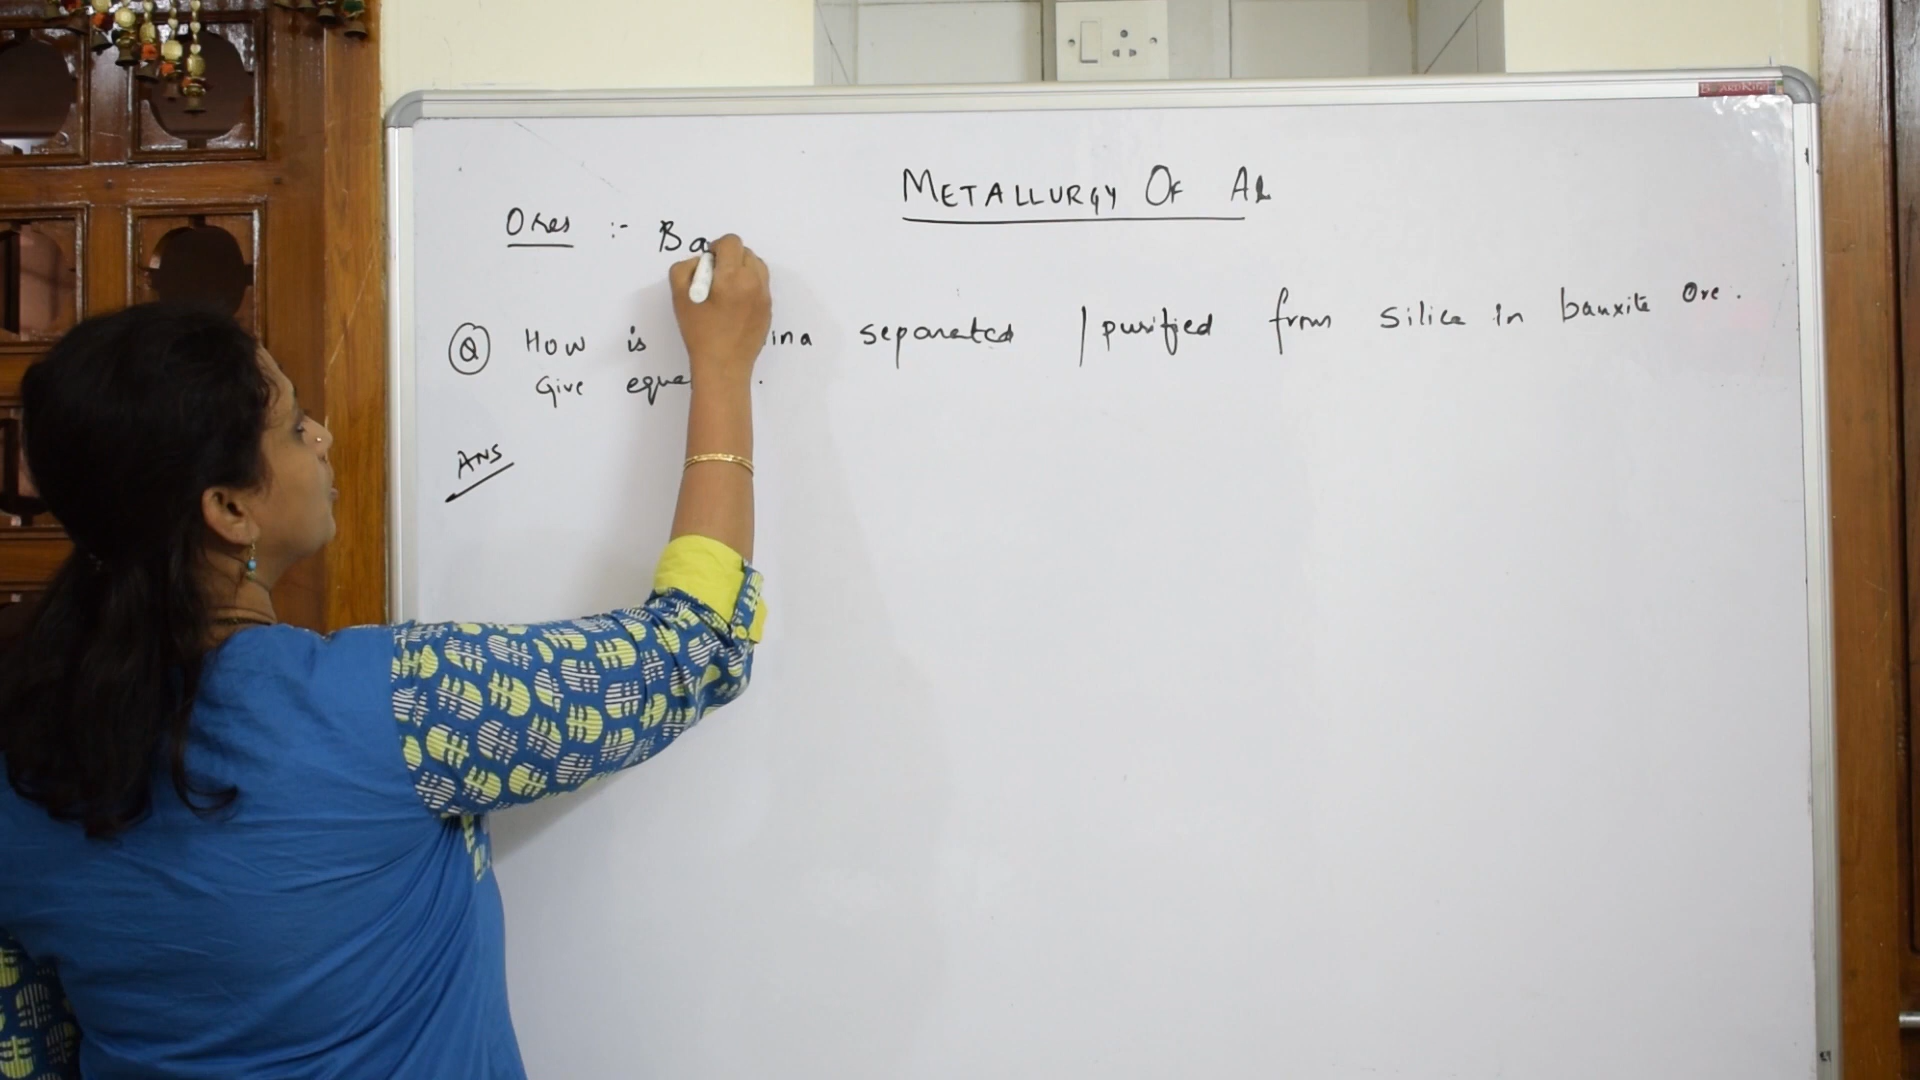 METALLURGY OF AL
Ores :- Ba
Q How is ina separated / purified from silica in bauxite Ore.
Give equa .
ANS